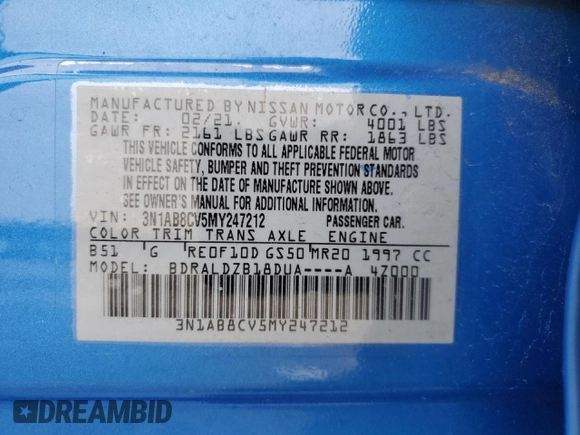 MANUFACTURED BY NISSAN MOTOR CO., LTD.
DATE: 02/21. GVWR: 4001 LBS
GAWR FR: 2161 LBS GAWR RR: 1863 LBS
THIS VEHICLE CONFORMS TO ALL APPLICABLE FEDERAL MOTOR
VEHICLE SAFETY, BUMPER AND THEFT PREVENTION STANDARDS
IN EFFECT ON THE DATE OF MANUFACTURE SHOWN ABOVE.
SEE OWNER'S MANUAL FOR ADDITIONAL INFORMATION.
VIN: 3N1AB8CV5MY247212 PASSENGER CAR.
COLOR TRIM TRANS AXLE ENGINE
B51 G RE0F10D GS50 MR20 1997 CC
MODEL: BDRALDZB18DUA----A 4Z000
3N1AB8CV5MY247212
DREAMBID